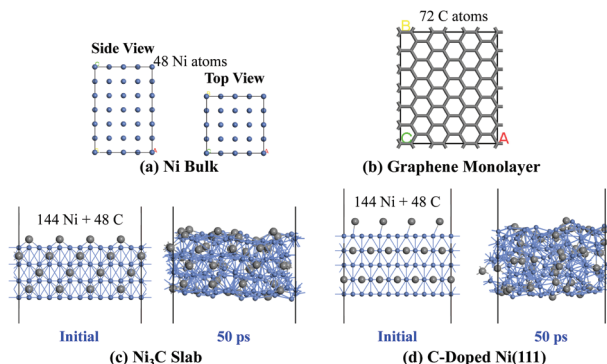 Side View
48 Ni atoms
Top View
(a) Ni Bulk
72 C atoms
B
C
A
(b) Graphene Monolayer
144 Ni + 48 C
Initial
50 ps
(c) Ni₃C Slab
144 Ni + 48 C
Initial
50 ps
(d) C-Doped Ni(111)